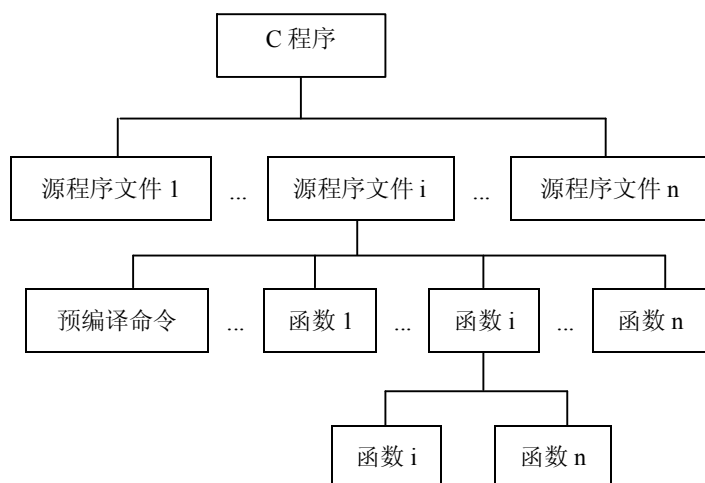 C 程序
源程序文件 1 ... 源程序文件 i ... 源程序文件 n
预编译命令 ... 函数 1 ... 函数 i ... 函数 n
函数 i 函数 n